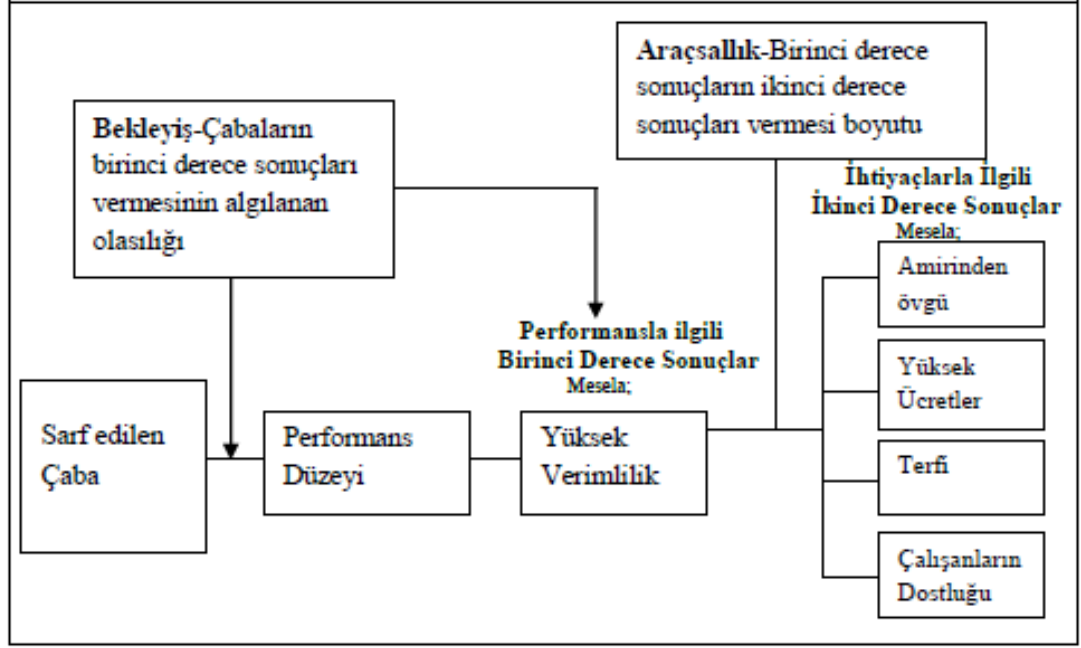 Araçsallık-Birinci derece
sonuçların ikinci derece
sonuçları vermesi boyutu
Bekleyiş-Çabaların
birinci derece sonuçları
vermesinin algılanan
olasılığı
İhtiyaçlarla İlgili
İkinci Derece Sonuçlar
Mesela;
Amirinden
övgü
Performansla ilgili
Birinci Derece Sonuçlar
Mesela;
Yüksek
Ücretler
Sarf edilen
Çaba
Performans
Düzeyi
Yüksek
Verimlilik
Terfi
Çalışanların
Dostluğu